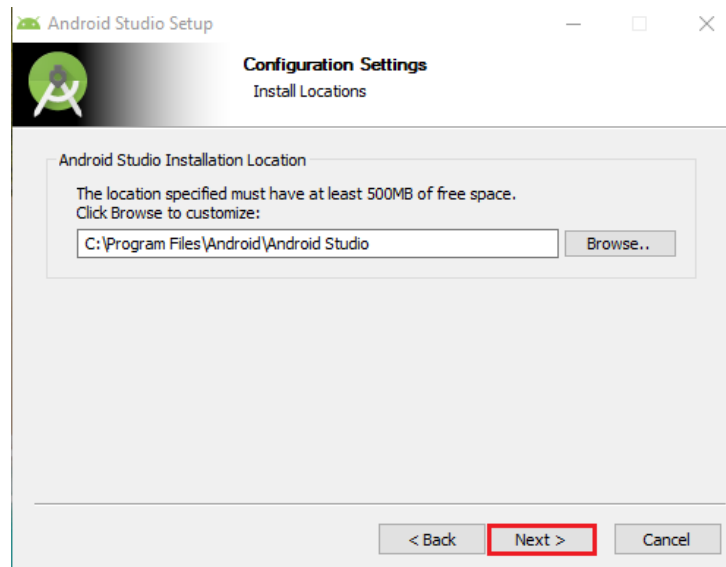 Android Studio Setup
Configuration Settings
Install Locations
Android Studio Installation Location
The location specified must have at least 500MB of free space.
Click Browse to customize:
C:\Program Files\Android\Android Studio
Browse..
< Back
Next >
Cancel